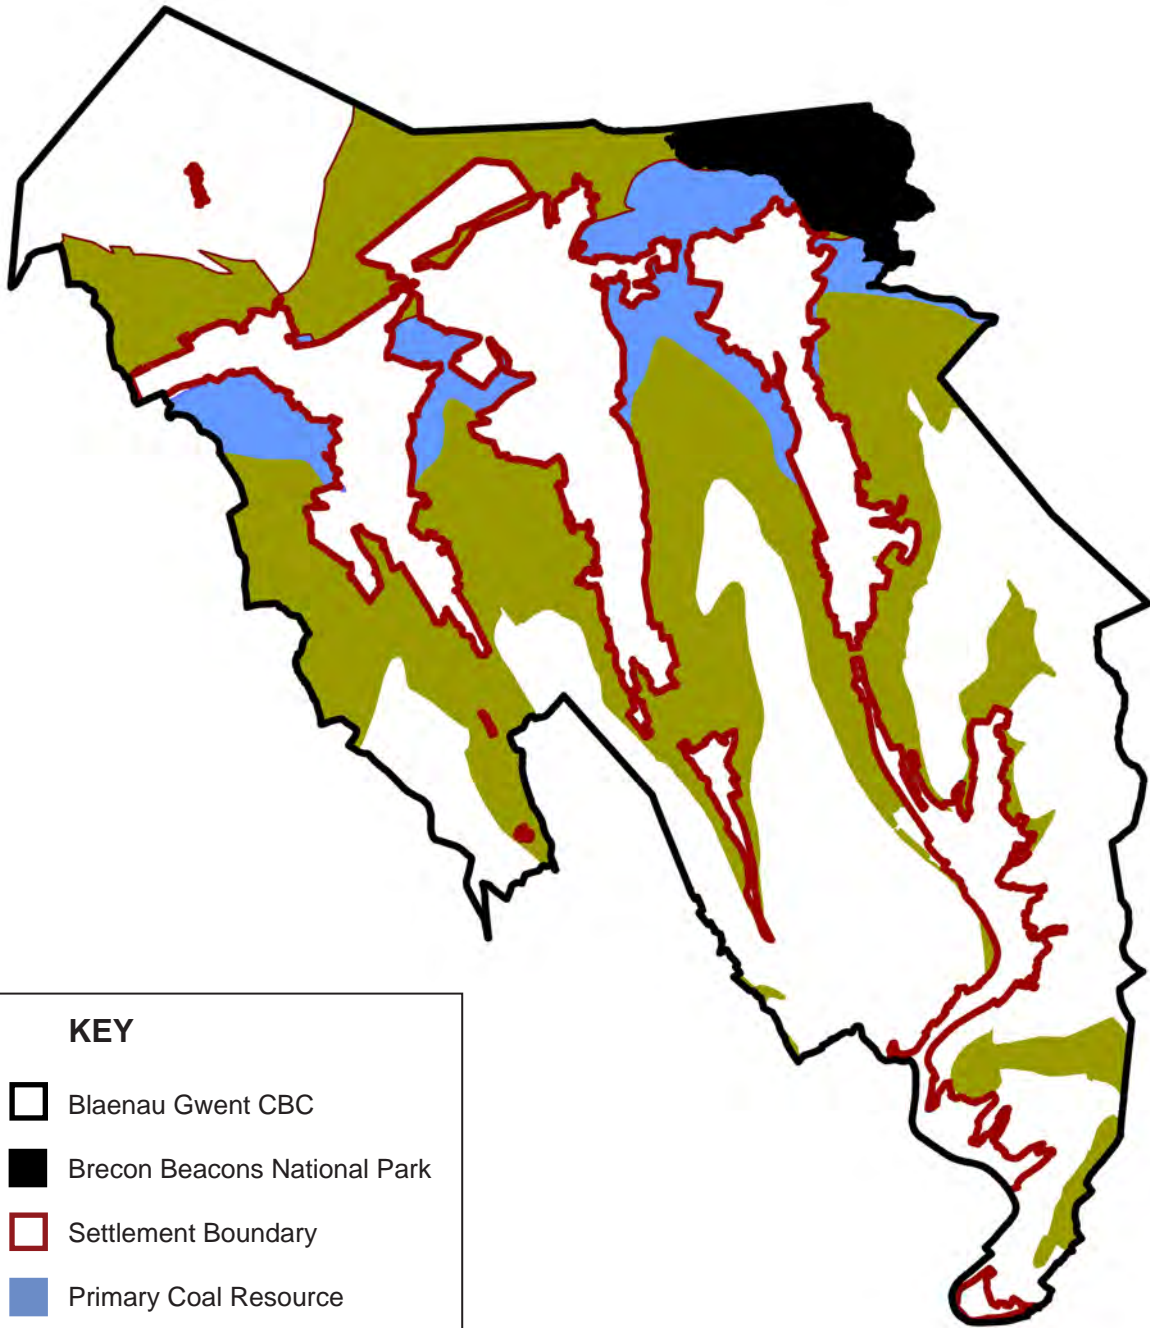 KEY
Blaenau Gwent CBC
Brecon Beacons National Park
Settlement Boundary
Primary Coal Resource